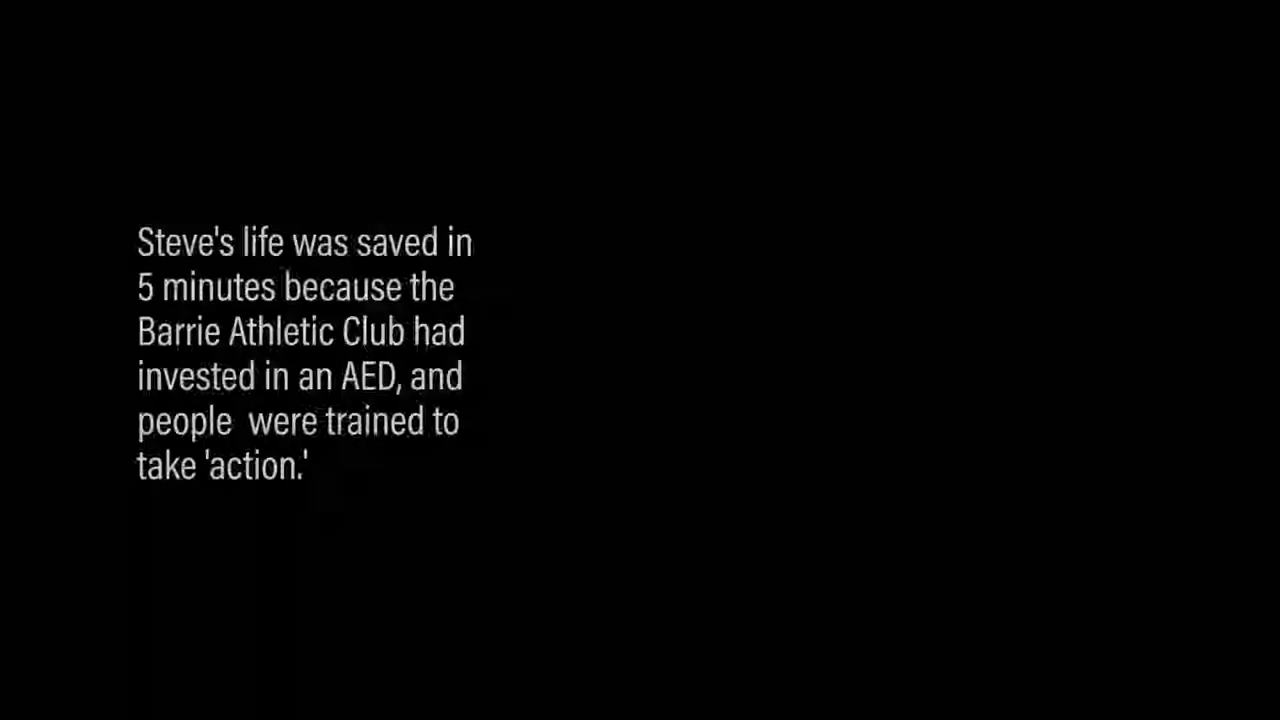 Steve's life was saved in
5 minutes because the
Barrie Athletic Club had
invested in an AED, and
people  were trained to
take 'action.'